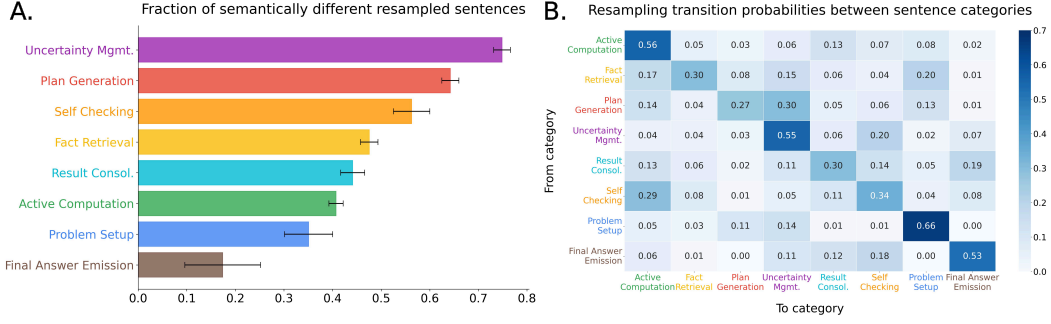 A.
Fraction of semantically different resampled sentences
Uncertainty Mgmt.
Plan Generation
Self Checking
Fact Retrieval
Result Consol.
Active Computation
Problem Setup
Final Answer Emission
0.0 0.1 0.2 0.3 0.4 0.5 0.6 0.7 0.8
B.
Resampling transition probabilities between sentence categories
From category
Active
Computation
0.56 0.05 0.03 0.06 0.13 0.07 0.08 0.02
Fact
Retrieval
0.17 0.30 0.08 0.15 0.06 0.04 0.20 0.01
Plan
Generation
0.14 0.04 0.27 0.30 0.05 0.06 0.13 0.01
Uncertainty
Mgmt.
0.04 0.04 0.03 0.55 0.06 0.20 0.02 0.07
Result
Consol.
0.13 0.06 0.02 0.11 0.30 0.14 0.05 0.19
Self
Checking
0.29 0.08 0.01 0.05 0.11 0.34 0.04 0.08
Problem
Setup
0.05 0.03 0.11 0.14 0.01 0.01 0.66 0.00
Final Answer
Emission
0.06 0.01 0.00 0.11 0.12 0.18 0.00 0.53
Active Fact Plan Uncertainty Result Self Problem Final Answer
Computation Retrieval Generation Mgmt. Consol. Checking Setup Emission
To category
0.7
0.6
0.5
0.4
0.3
0.2
0.1
0.0